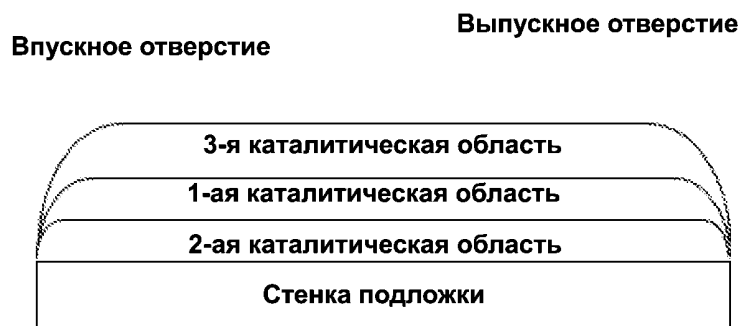 Впускное отверстие
Выпускное отверстие
3-я каталитическая область
1-ая каталитическая область
2-ая каталитическая область
Стенка подложки